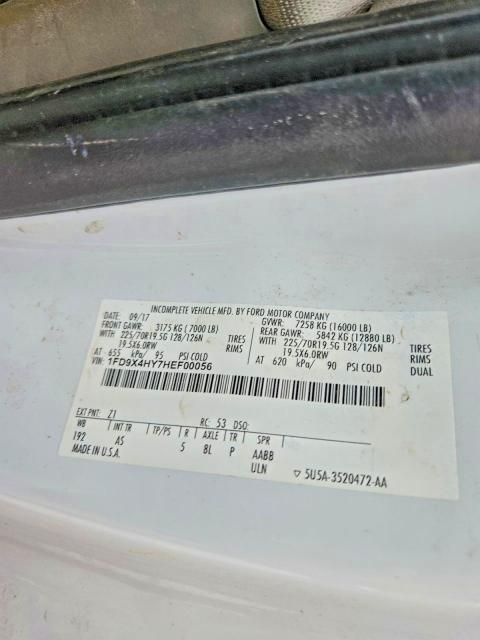 INCOMPLETE VEHICLE MFD. BY FORD MOTOR COMPANY
DATE: 09/17 GVWR: 7258 KG (16000 LB)
FRONT GAWR: 3175 KG (7000 LB) REAR GAWR: 5842 KG (12880 LB)
WITH 225/70R19.5G 128/126N TIRES WITH 225/70R19.5G 128/126N TIRES
19.5X6.0RW RIMS 19.5X6.0RW RIMS
AT 655 kPa/ 95 PSI COLD AT 620 kPa/ 90 PSI COLD DUAL
VIN: 1FD9X4HY7HEF00056
EXT PNT: Z1 RC: 53 DSO:
WB INT TR TP/PS R AXLE TR SPR
192 AS 5 8L P AABB
MADE IN U.S.A. ULN
5U5A-3520472-AA